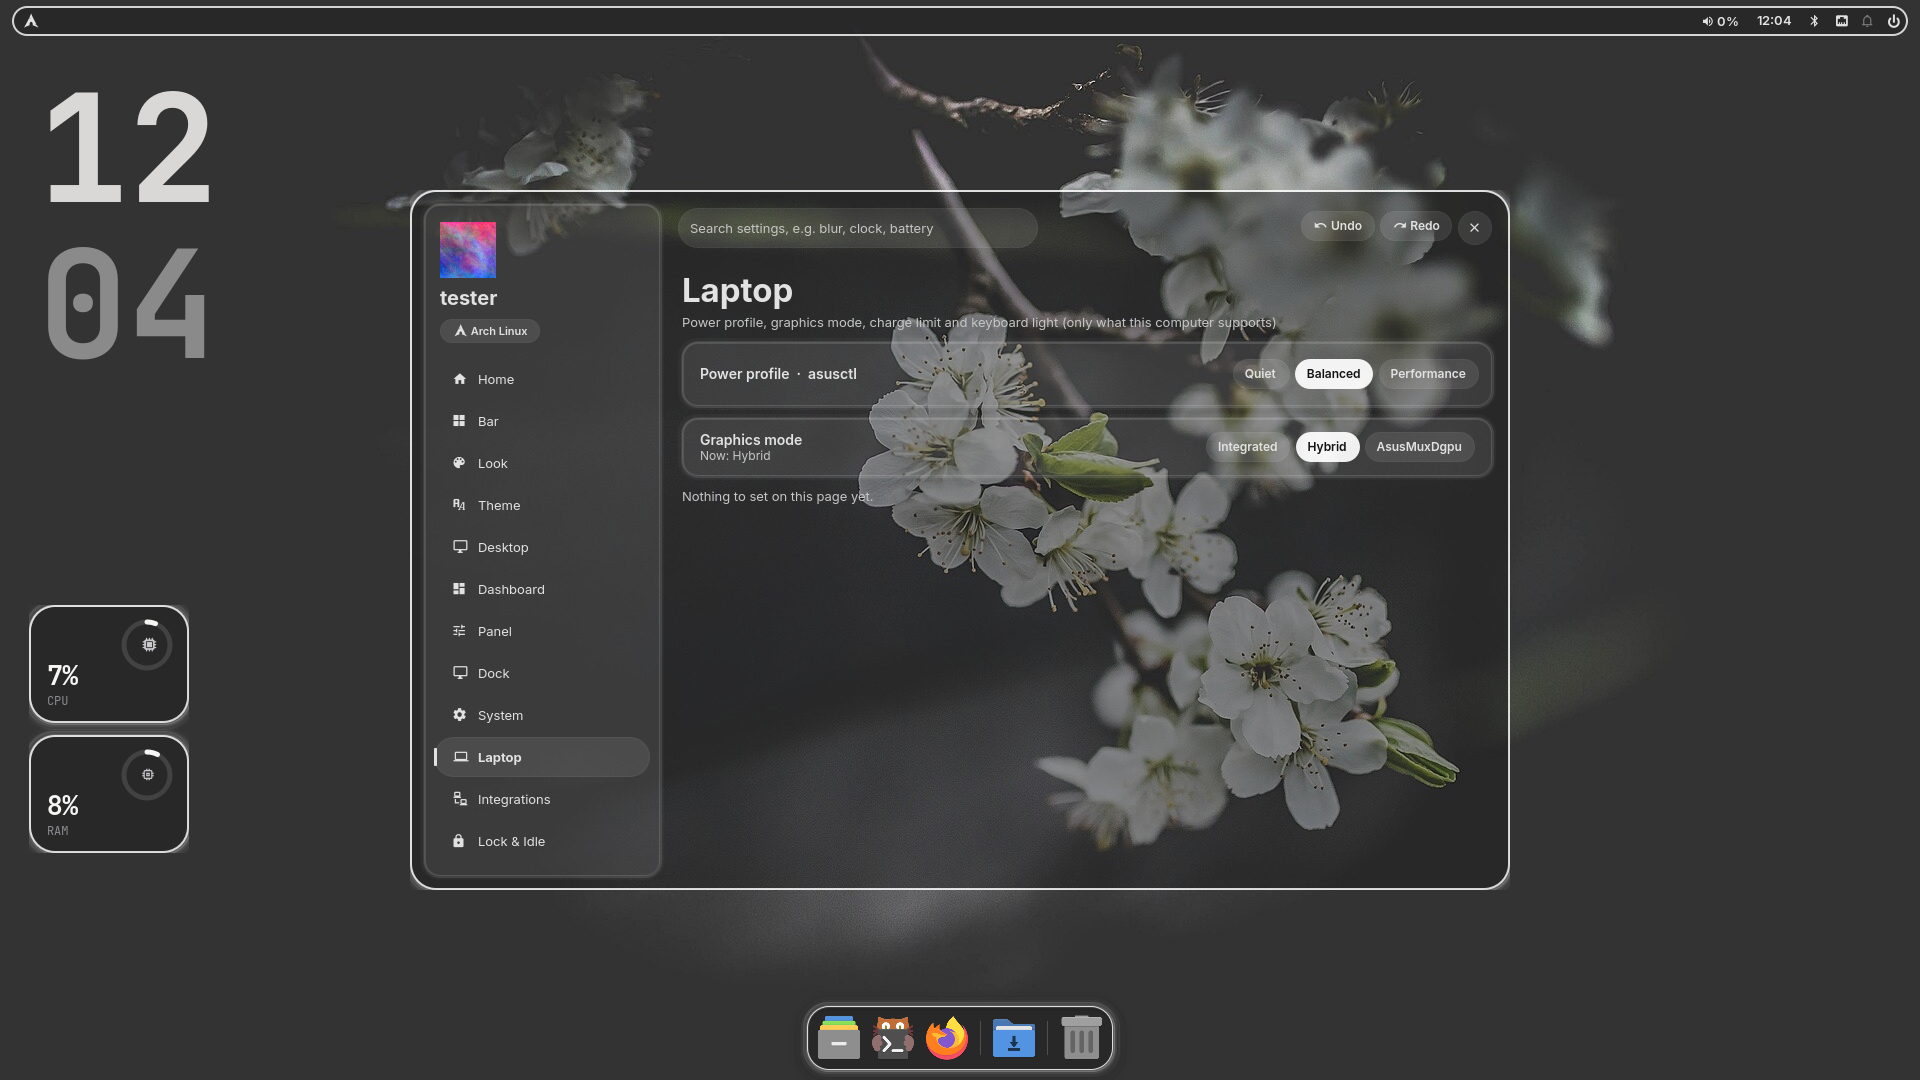 0%
12:04
12
04
Search settings, e.g. blur, clock, battery
Undo
Redo
tester
Arch Linux
Laptop
Power profile, graphics mode, charge limit and keyboard light (only what this computer supports)
Power profile · asusctl
Quiet
Balanced
Performance
Graphics mode
Now: Hybrid
Integrated
Hybrid
AsusMuxDgpu
Nothing to set on this page yet.
Home
Bar
Look
Theme
Desktop
Dashboard
Panel
Dock
System
Laptop
Integrations
Lock & Idle
7%
CPU
8%
RAM